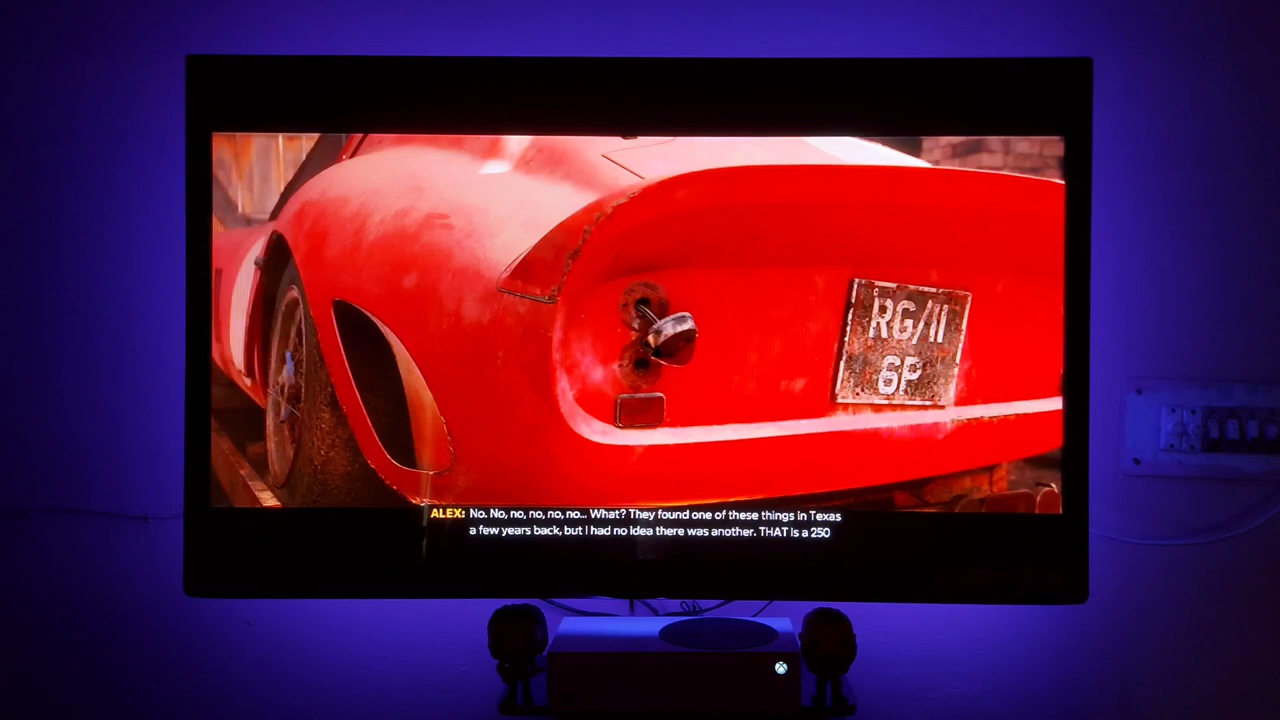 RG/11
6P
ALEX: No. No, no, no, no, no... What? They found one of these things in Texas
a few years back, but I had no idea there was another. THAT is a 250